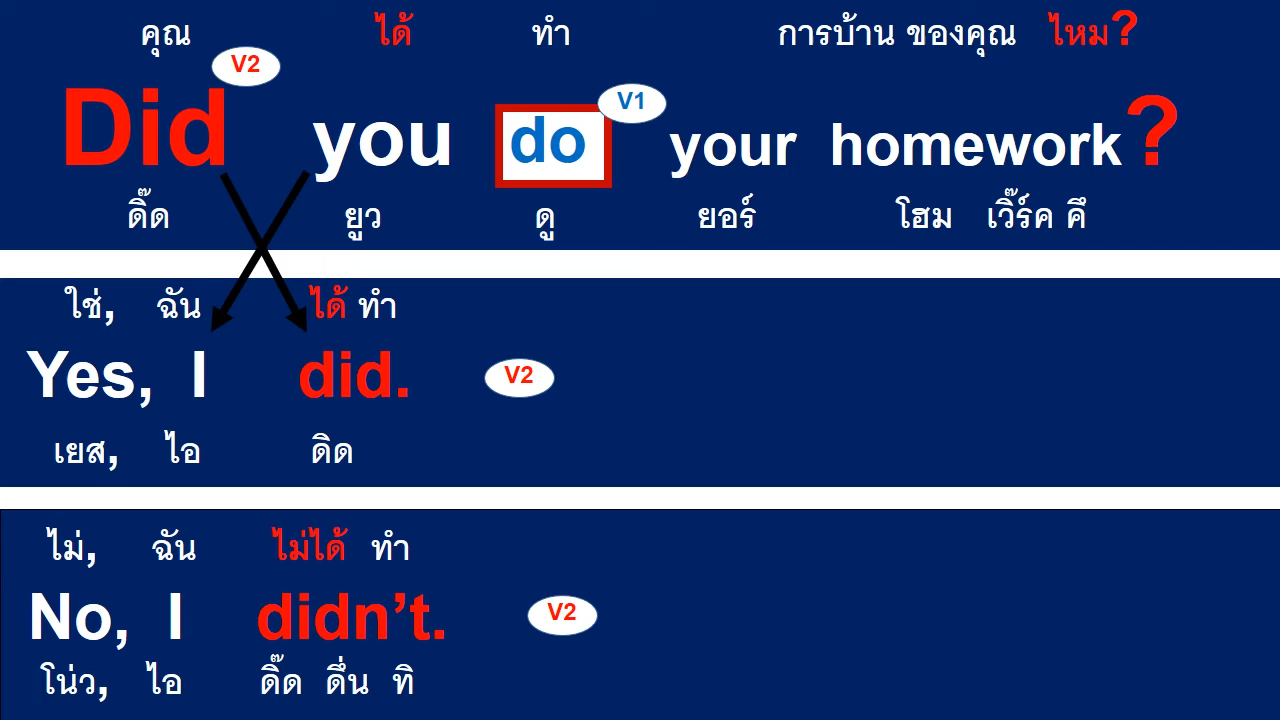 คุณ ได้ ทำ การบ้าน ของคุณ ไหม?
V2 V1
Did you do your homework?
ดิ๊ด ยูว ดู ยอร์ โฮม เวิ๊ร์ค คึ
ใช่, ฉัน ได้ ทำ
Yes, I did. V2
เยส, ไอ ดิด
ไม่, ฉัน ไม่ได้ ทำ
No, I didn’t. V2
โน่ว, ไอ ดิ๊ด ดึ่น ทิ